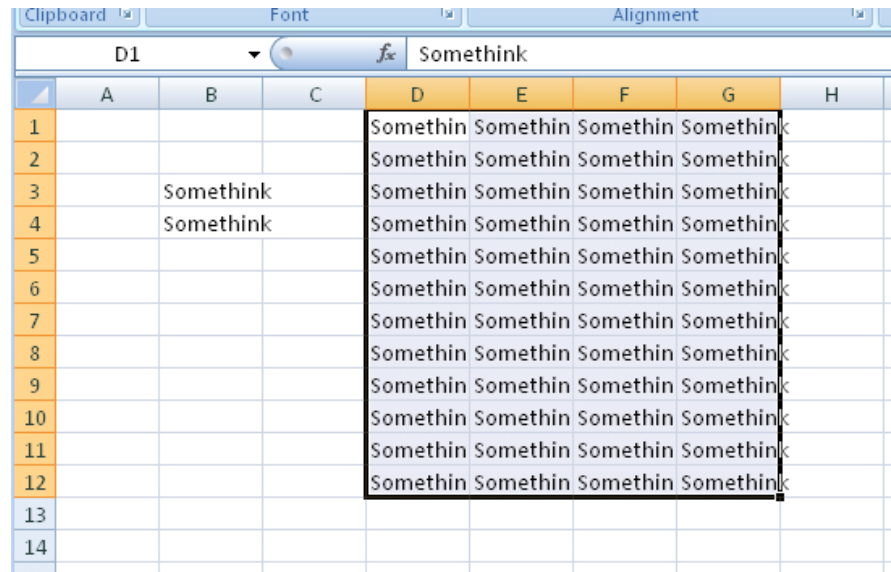 Clipboard Font Alignment
D1 fx Somethink
A B C D E F G H
1 Somethin Somethin Somethin Somethink
2 Somethin Somethin Somethin Somethink
3 Somethink Somethin Somethin Somethin Somethink
4 Somethink Somethin Somethin Somethin Somethink
5 Somethin Somethin Somethin Somethink
6 Somethin Somethin Somethin Somethink
7 Somethin Somethin Somethin Somethink
8 Somethin Somethin Somethin Somethink
9 Somethin Somethin Somethin Somethink
10 Somethin Somethin Somethin Somethink
11 Somethin Somethin Somethin Somethink
12 Somethin Somethin Somethin Somethink
13
14